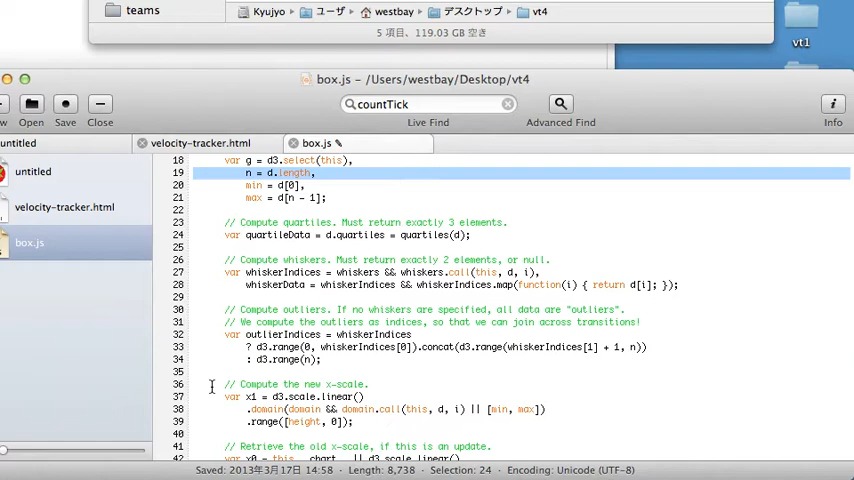 teams
Kyujyo ▸ ユーザ ▸ westbay ▸ デスクトップ ▸ vt4
5 項目、119.03 GB 空き
vt1
box.js – /Users/westbay/Desktop/vt4
countTick
Open Save Close Live Find Advanced Find Info
untitled velocity-tracker.html box.js
untitled
velocity-tracker.html
box.js
18 var g = d3.select(this),
19 n = d.length,
20 min = d[0],
21 max = d[n - 1];
22
23 // Compute quartiles. Must return exactly 3 elements.
24 var quartileData = d.quartiles = quartiles(d);
25
26 // Compute whiskers. Must return exactly 2 elements, or null.
27 var whiskerIndices = whiskers && whiskers.call(this, d, i),
28 whiskerData = whiskerIndices && whiskerIndices.map(function(i) { return d[i]; });
29
30 // Compute outliers. If no whiskers are specified, all data are "outliers".
31 // We compute the outliers as indices, so that we can join across transitions!
32 var outlierIndices = whiskerIndices
33 ? d3.range(0, whiskerIndices[0]).concat(d3.range(whiskerIndices[1] + 1, n))
34 : d3.range(n);
35
36 // Compute the new x-scale.
37 var x1 = d3.scale.linear()
38 .domain(domain && domain.call(this, d, i) || [min, max])
39 .range([height, 0]);
40
41 // Retrieve the old x-scale, if this is an update.
42 var x0 = this.__chart__ || d3.scale.linear()
Saved: 2013年3月17日 14:58 • Length: 8,738 • Selection: 24 • Encoding: Unicode (UTF-8)